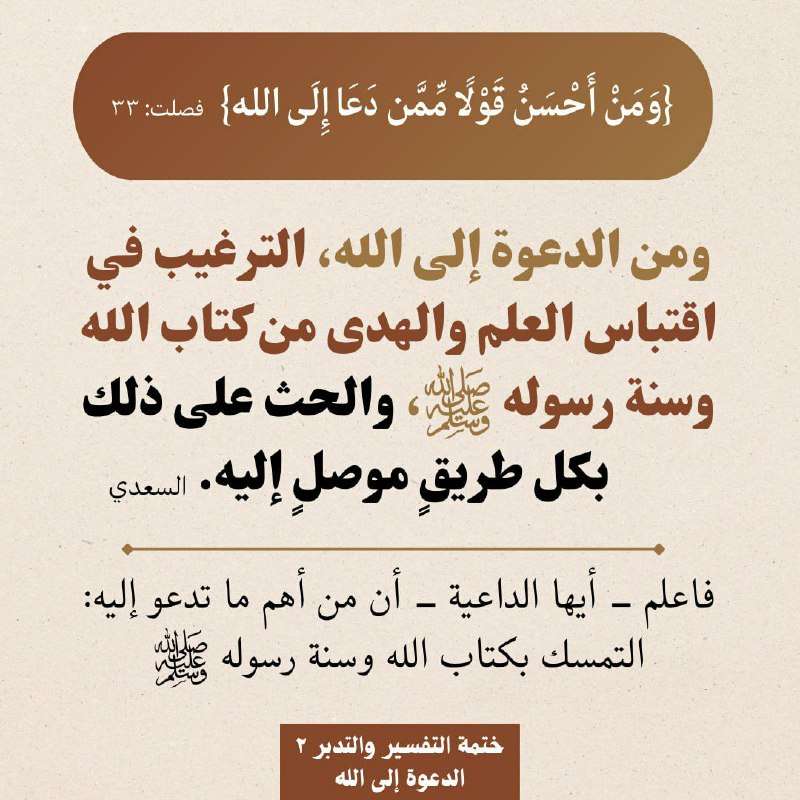 {وَمَنْ أَحْسَنُ قَوْلًا مِّمَّن دَعَا إِلَى الله} فصلت: ٣٣
ومن الدعوة إلى الله، الترغيب في
اقتباس العلم والهدى من كتاب الله
وسنة رسوله ﷺ، والحث على ذلك
بكل طريقٍ موصلٍ إليه. السعدي
فاعلم - أيها الداعية - أن من أهم ما تدعو إليه:
التمسك بكتاب الله وسنة رسوله ﷺ
ختمة التفسير والتدبر ٢
الدعوة إلى الله